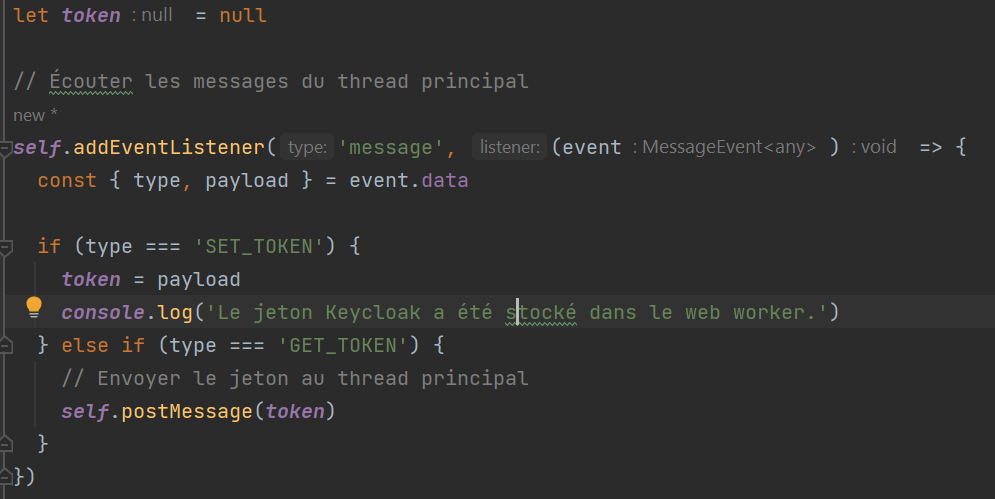 let token : null = null
// Écouter les messages du thread principal
new *
self.addEventListener( type: 'message', listener: (event : MessageEvent<any> ) : void => {
const { type, payload } = event.data
if (type === 'SET_TOKEN') {
token = payload
console.log('Le jeton Keycloak a été stocké dans le web worker.')
} else if (type === 'GET_TOKEN') {
// Envoyer le jeton au thread principal
self.postMessage(token)
}
})